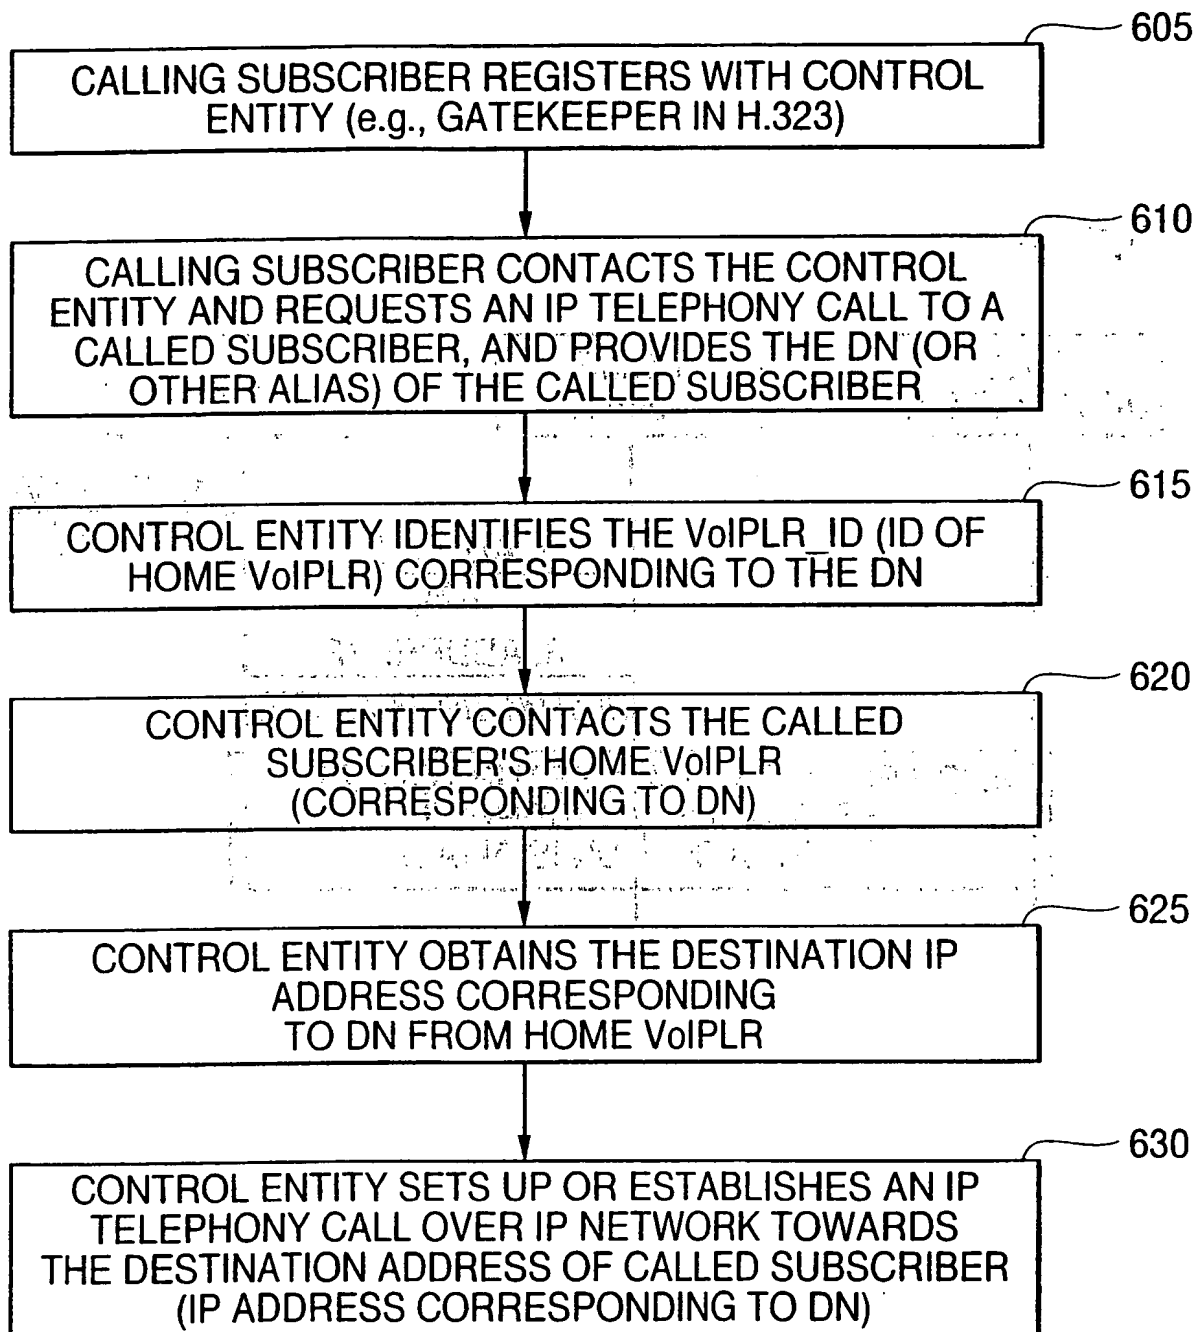 605
CALLING SUBSCRIBER REGISTERS WITH CONTROL
ENTITY (e.g., GATEKEEPER IN H.323)
610
CALLING SUBSCRIBER CONTACTS THE CONTROL
ENTITY AND REQUESTS AN IP TELEPHONY CALL TO A
CALLED SUBSCRIBER, AND PROVIDES THE DN (OR
OTHER ALIAS) OF THE CALLED SUBSCRIBER
615
CONTROL ENTITY IDENTIFIES THE VoIPLR_ID (ID OF
HOME VoIPLR) CORRESPONDING TO THE DN
620
CONTROL ENTITY CONTACTS THE CALLED
SUBSCRIBER'S HOME VoIPLR
(CORRESPONDING TO DN)
625
CONTROL ENTITY OBTAINS THE DESTINATION IP
ADDRESS CORRESPONDING
TO DN FROM HOME VoIPLR
630
CONTROL ENTITY SETS UP OR ESTABLISHES AN IP
TELEPHONY CALL OVER IP NETWORK TOWARDS
THE DESTINATION ADDRESS OF CALLED SUBSCRIBER
(IP ADDRESS CORRESPONDING TO DN)